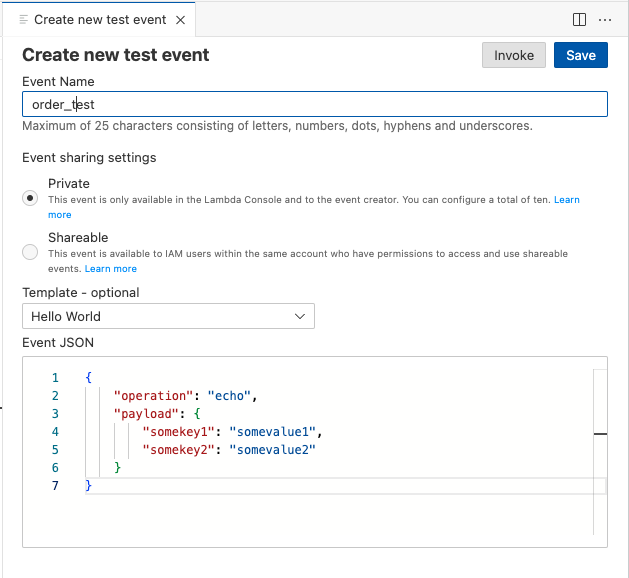 Create new test event
Create new test event
Invoke
Save
Event Name
order_test
Maximum of 25 characters consisting of letters, numbers, dots, hyphens and underscores.
Event sharing settings
Private
This event is only available in the Lambda Console and to the event creator. You can configure a total of ten. Learn
more
Shareable
This event is available to IAM users within the same account who have permissions to access and use shareable
events. Learn more
Template - optional
Hello World
Event JSON
1 {
2     "operation": "echo",
3     "payload": {
4         "somekey1": "somevalue1",
5         "somekey2": "somevalue2"
6     }
7 }